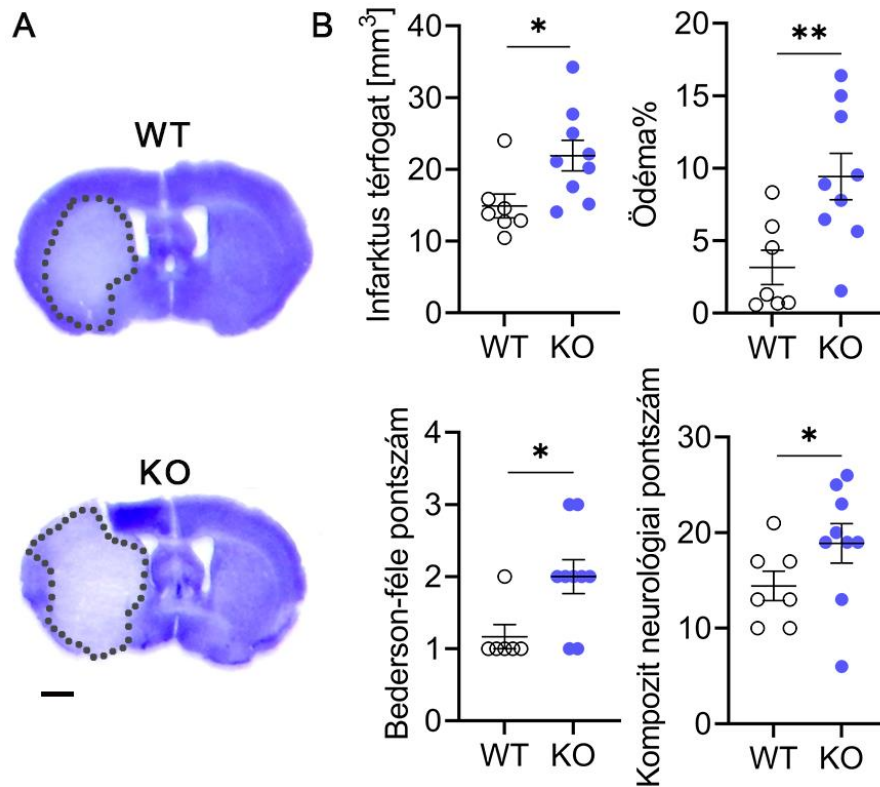 A
WT
KO
B
Infarktus térfogat [mm³]
40
30
20
10
0
*
WT KO
Ödéma%
20
15
10
5
0
**
WT KO
Bederson-féle pontszám
4
3
2
1
0
*
WT KO
Kompozit neurológiai pontszám
30
20
10
0
*
WT KO